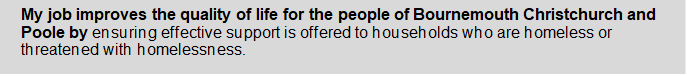 My job improves the quality of life for the people of Bournemouth Christchurch and
Poole by ensuring effective support is offered to households who are homeless or
threatened with homelessness.